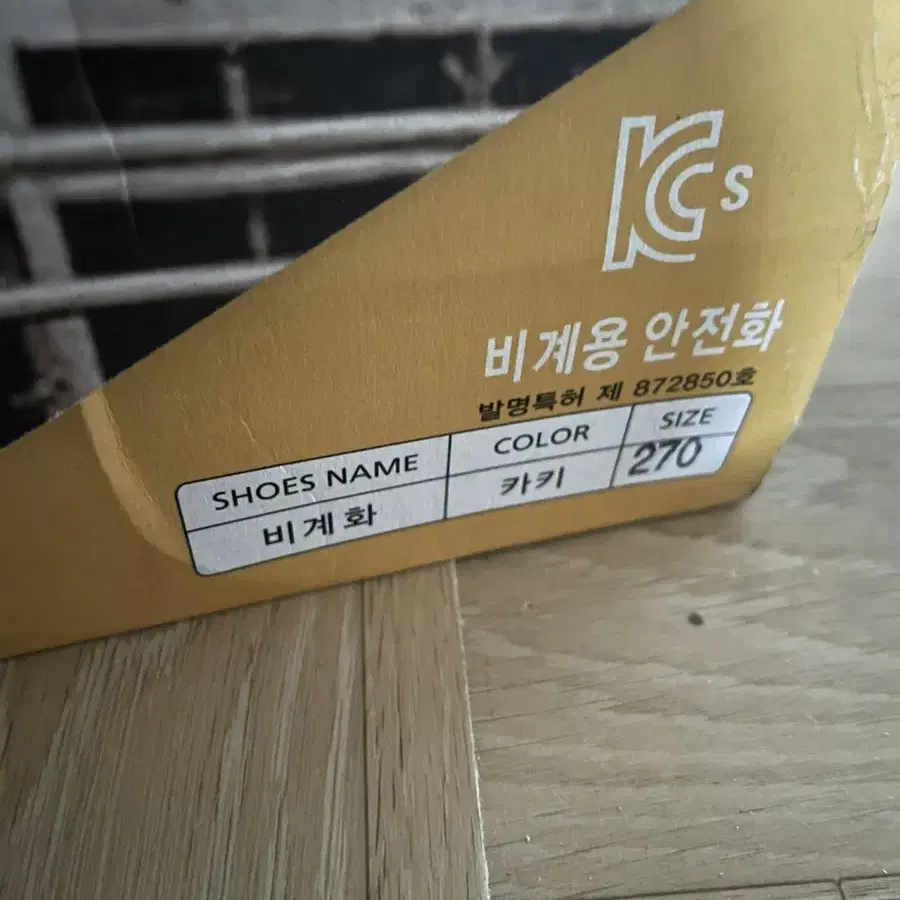 KCs
비계용 안전화
발명특허 제 872850호
SHOES NAME COLOR SIZE
비계화 카키 270